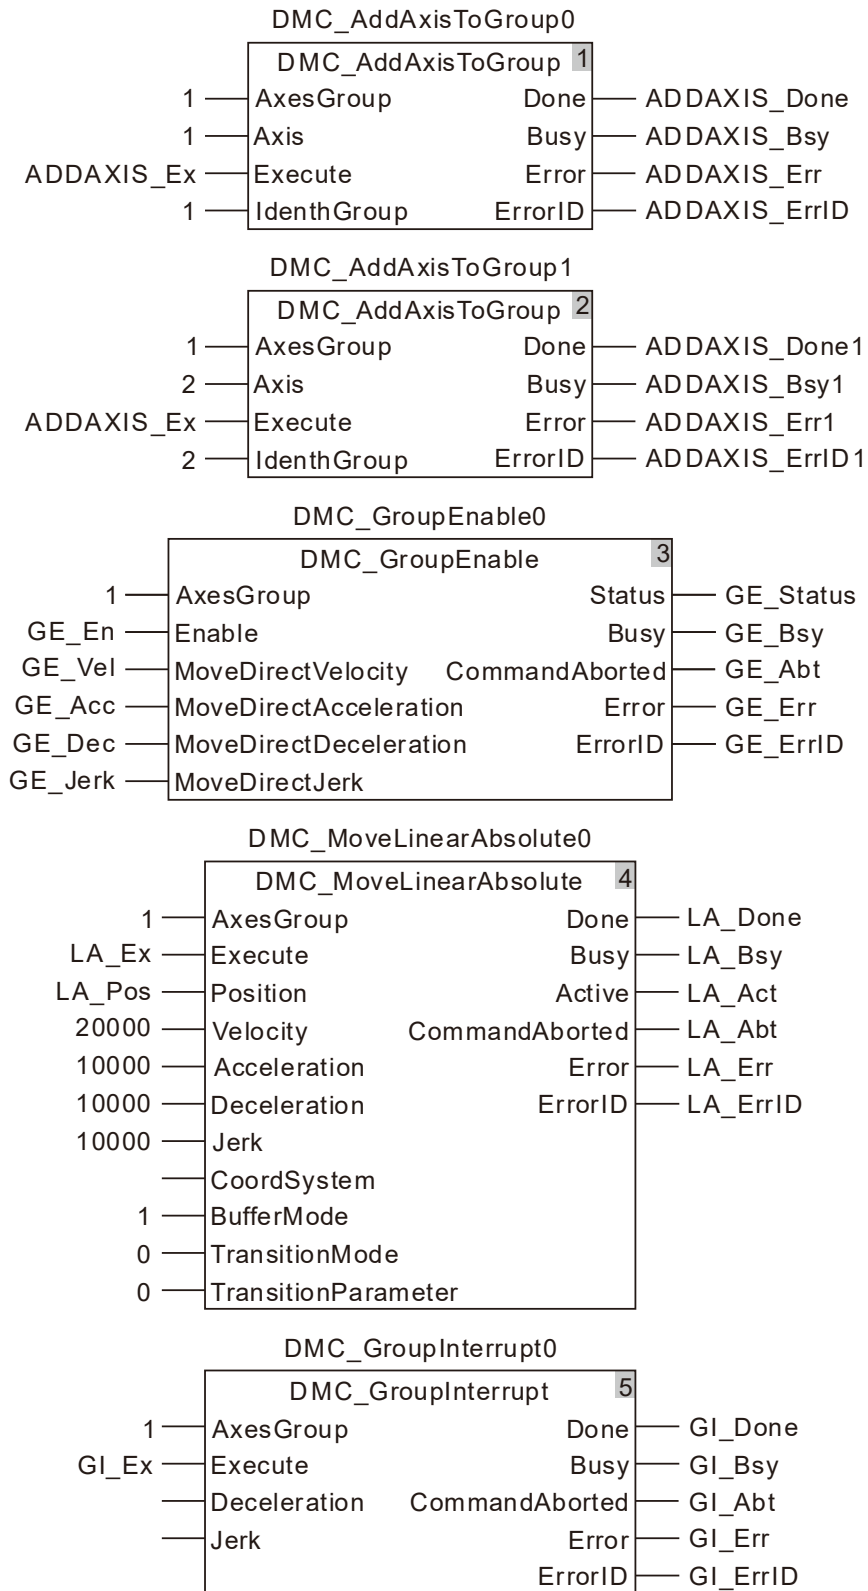 DMC_AddAxisToGroup0
DMC_AddAxisToGroup 1
1 AxesGroup Done ADDAXIS_Done
1 Axis Busy ADDAXIS_Bsy
ADDAXIS_Ex Execute Error ADDAXIS_Err
1 IdenthGroup ErrorID ADDAXIS_ErrID
DMC_AddAxisToGroup1
DMC_AddAxisToGroup 2
1 AxesGroup Done ADDAXIS_Done1
2 Axis Busy ADDAXIS_Bsy1
ADDAXIS_Ex Execute Error ADDAXIS_Err1
2 IdenthGroup ErrorID ADDAXIS_ErrID1
DMC_GroupEnable0
DMC_GroupEnable 3
1 AxesGroup Status GE_Status
GE_En Enable Busy GE_Bsy
GE_Vel MoveDirectVelocity CommandAborted GE_Abt
GE_Acc MoveDirectAcceleration Error GE_Err
GE_Dec MoveDirectDeceleration ErrorID GE_ErrID
GE_Jerk MoveDirectJerk
DMC_MoveLinearAbsolute0
DMC_MoveLinearAbsolute 4
1 AxesGroup Done LA_Done
LA_Ex Execute Busy LA_Bsy
LA_Pos Position Active LA_Act
20000 Velocity CommandAborted LA_Abt
10000 Acceleration Error LA_Err
10000 Deceleration ErrorID LA_ErrID
10000 Jerk
CoordSystem
1 BufferMode
0 TransitionMode
0 TransitionParameter
DMC_GroupInterrupt0
DMC_GroupInterrupt 5
1 AxesGroup Done GI_Done
GI_Ex Execute Busy GI_Bsy
Deceleration CommandAborted GI_Abt
Jerk Error GI_Err
ErrorID GI_ErrID